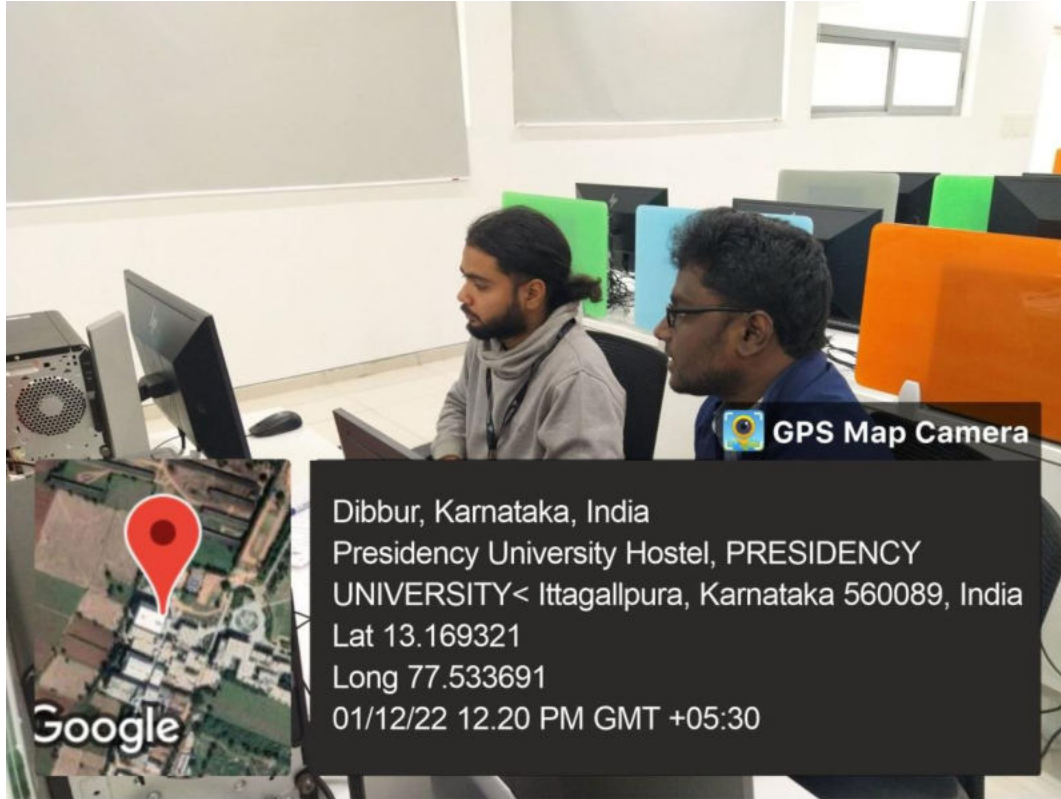 GPS Map Camera
Dibbur, Karnataka, India
Presidency University Hostel, PRESIDENCY
UNIVERSITY< Ittagallpura, Karnataka 560089, India
Lat 13.169321
Long 77.533691
01/12/22 12.20 PM GMT +05:30
Google